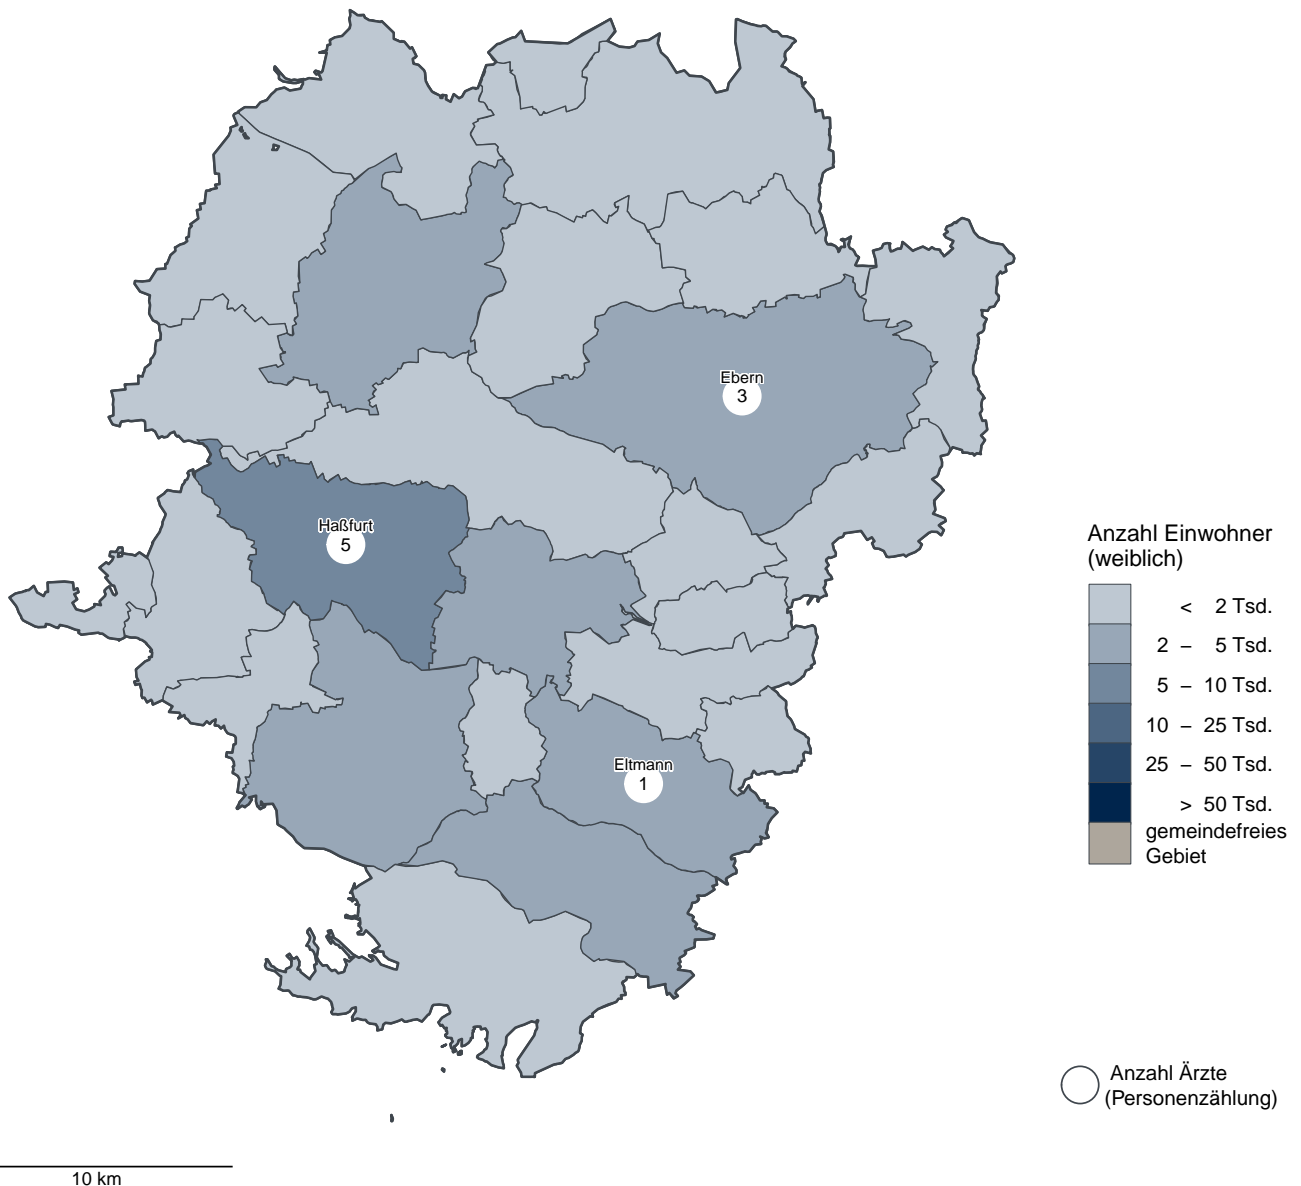 Ebern
3
Haßfurt
5
Eltmann
1
Anzahl Einwohner
(weiblich)
< 2 Tsd.
2 – 5 Tsd.
5 – 10 Tsd.
10 – 25 Tsd.
25 – 50 Tsd.
> 50 Tsd.
gemeindefreies
Gebiet
Anzahl Ärzte
(Personenzählung)
10 km